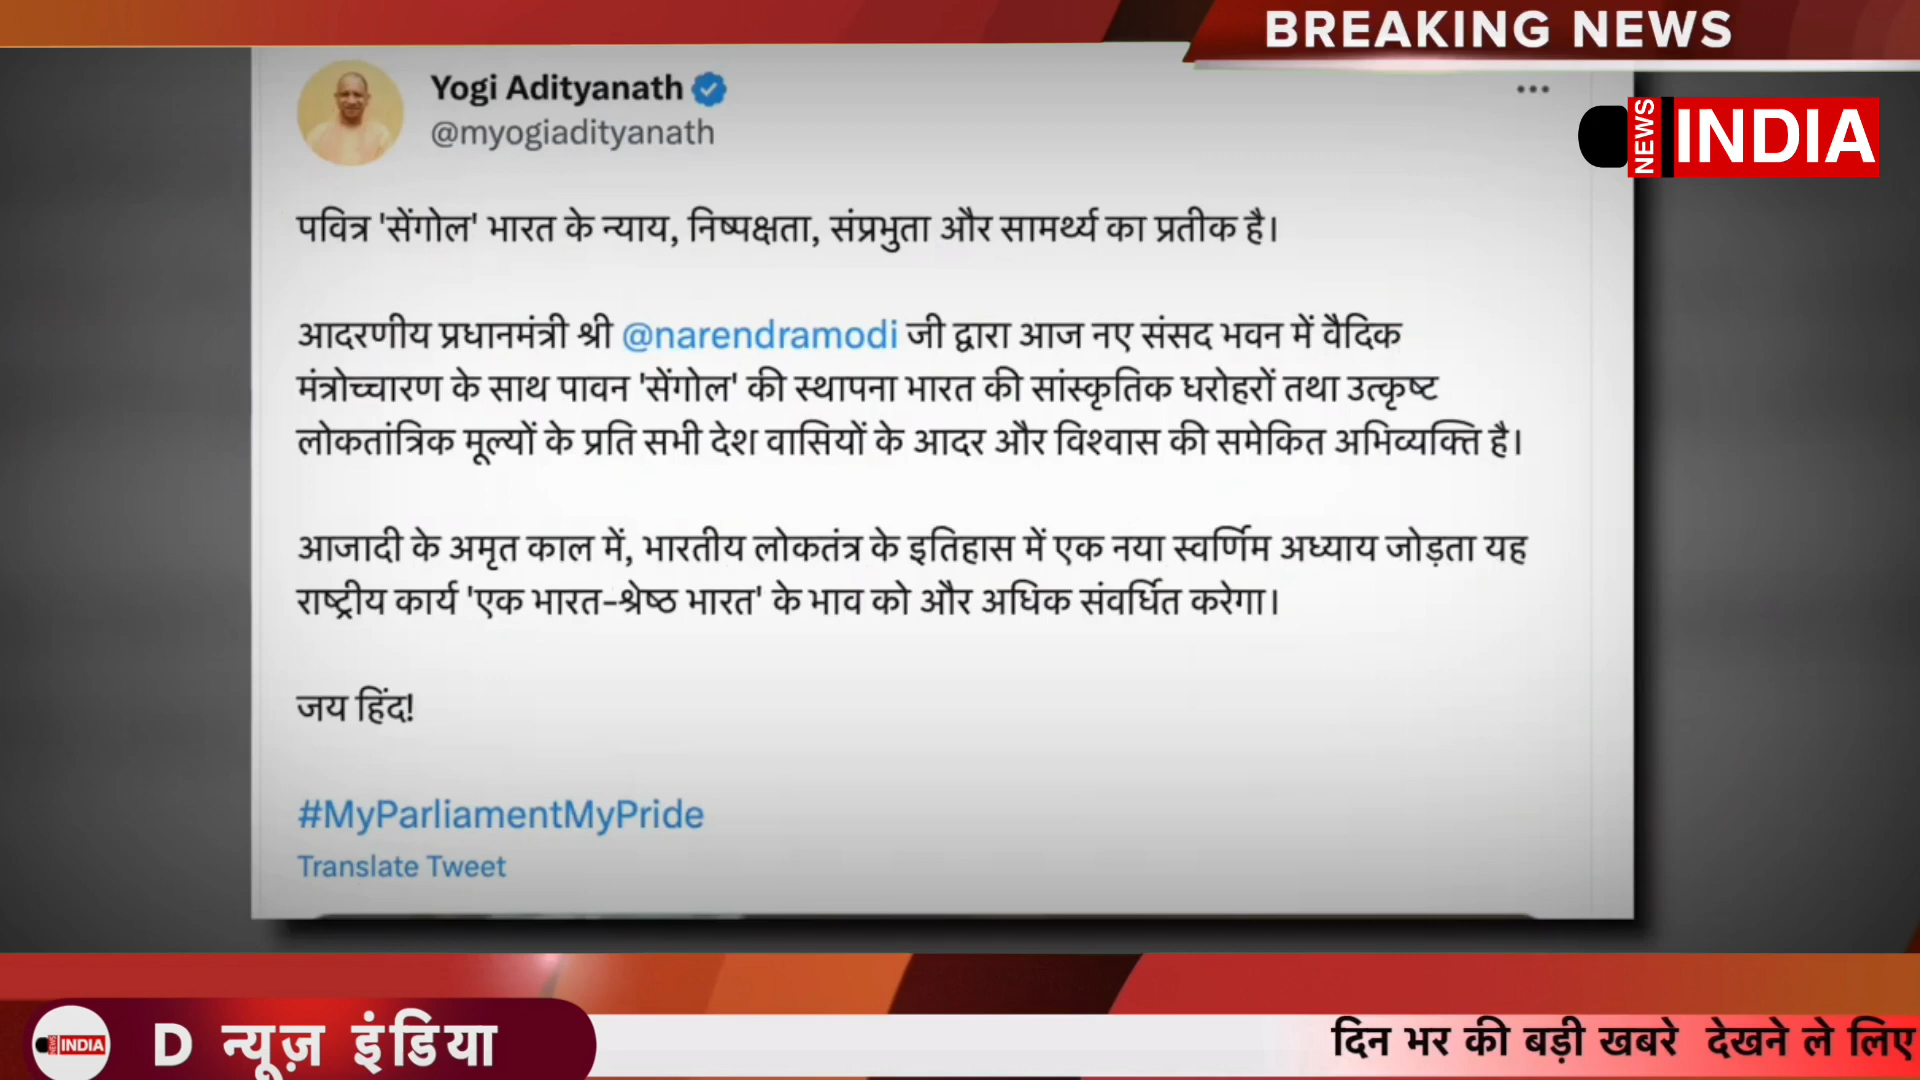 BREAKING NEWS
Yogi Adityanath
@myogiadityanath
NEWS INDIA
पवित्र 'सेंगोल' भारत के न्याय, निष्पक्षता, संप्रभुता और सामर्थ्य का प्रतीक है।
आदरणीय प्रधानमंत्री श्री @narendramodi जी द्वारा आज नए संसद भवन में वैदिक
मंत्रोच्चारण के साथ पावन 'सेंगोल' की स्थापना भारत की सांस्कृतिक धरोहरों तथा उत्कृष्ट
लोकतांत्रिक मूल्यों के प्रति सभी देश वासियों के आदर और विश्वास की समेकित अभिव्यक्ति है।
आजादी के अमृत काल में, भारतीय लोकतंत्र के इतिहास में एक नया स्वर्णिम अध्याय जोड़ता यह
राष्ट्रीय कार्य 'एक भारत-श्रेष्ठ भारत' के भाव को और अधिक संवर्धित करेगा।
जय हिंद!
#MyParliamentMyPride
Translate Tweet
NEWS INDIA
D न्यूज़ इंडिया
दिन भर की बड़ी खबरे देखने ले लिए